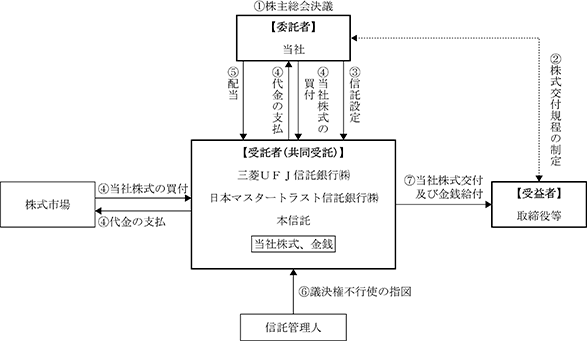 ①株主総会決議
【委託者】
当社
⑤配当
④代金の支払
④当社株式の買付
③信託設定
②株式交付規程の制定
【受託者(共同受託)】
三菱UFJ信託銀行㈱
日本マスタートラスト信託銀行㈱
本信託
当社株式、金銭
株式市場
④当社株式の買付
④代金の支払
⑦当社株式交付
及び金銭給付
【受益者】
取締役等
⑥議決権不行使の指図
信託管理人